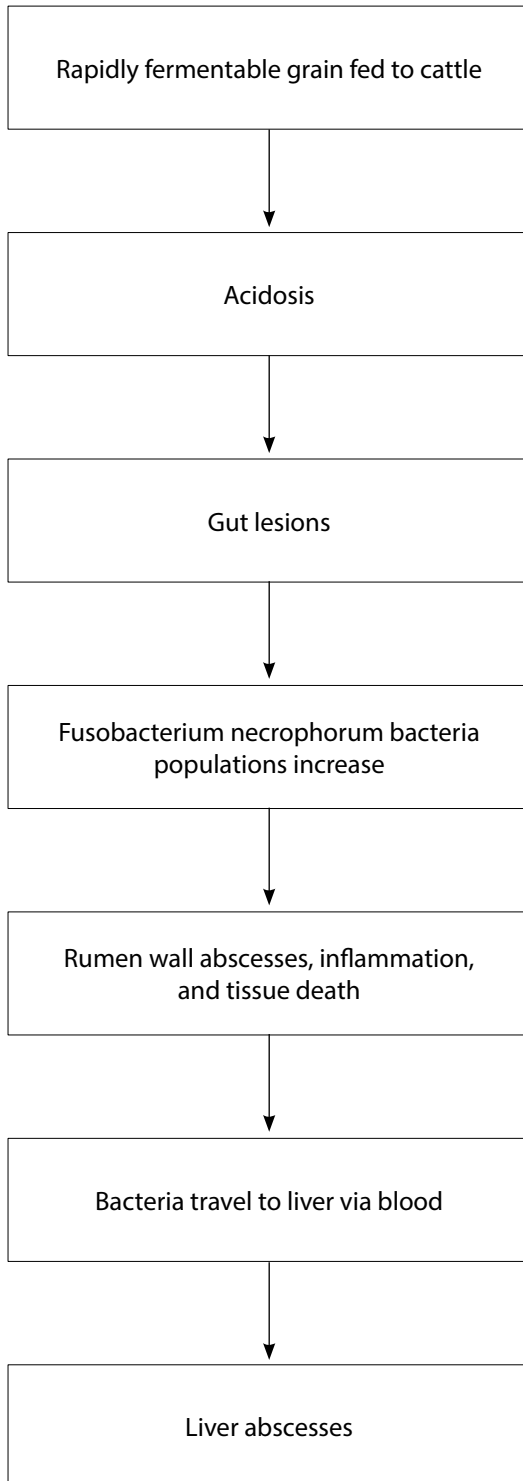 Rapidly fermentable grain fed to cattle
Acidosis
Gut lesions
Fusobacterium necrophorum bacteria
populations increase
Rumen wall abscesses, inflammation,
and tissue death
Bacteria travel to liver via blood
Liver abscesses